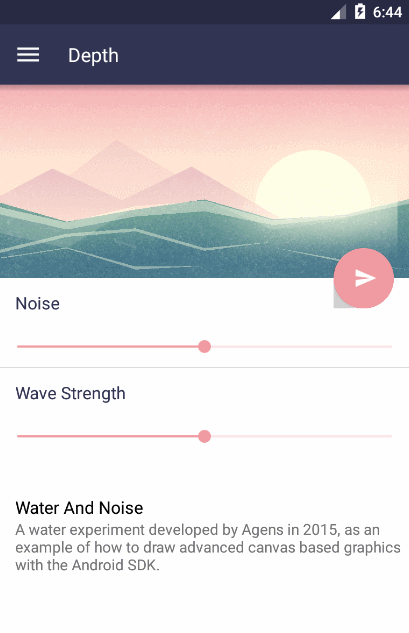 6:44
Depth
Noise
Wave Strength
Water And Noise
A water experiment developed by Agens in 2015, as an
example of how to draw advanced canvas based graphics
with the Android SDK.